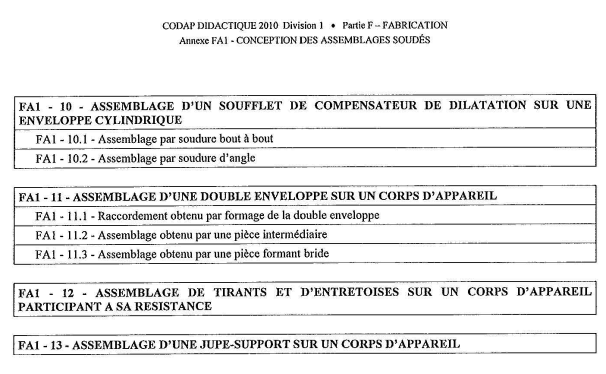 CODAP DIDACTIQUE 2010 Division 1 • Partie F – FABRICATION
Annexe FA1 - CONCEPTION DES ASSEMBLAGES SOUDÉS
FA1 - 10 - ASSEMBLAGE D'UN SOUFFLET DE COMPENSATEUR DE DILATATION SUR UNE
ENVELOPPE CYLINDRIQUE
FA1 - 10.1 - Assemblage par soudure bout à bout
FA1 - 10.2 - Assemblage par soudure d'angle
FA1 - 11 - ASSEMBLAGE D'UNE DOUBLE ENVELOPPE SUR UN CORPS D'APPAREIL
FA1 - 11.1 - Raccordement obtenu par formage de la double enveloppe
FA1 - 11.2 - Assemblage obtenu par une pièce intermédiaire
FA1 - 11.3 - Assemblage obtenu par une pièce formant bride
FA1 - 12 - ASSEMBLAGE DE TIRANTS ET D'ENTRETOISES SUR UN CORPS D'APPAREIL
PARTICIPANT A SA RESISTANCE
FA1 - 13 - ASSEMBLAGE D'UNE JUPE-SUPPORT SUR UN CORPS D'APPAREIL